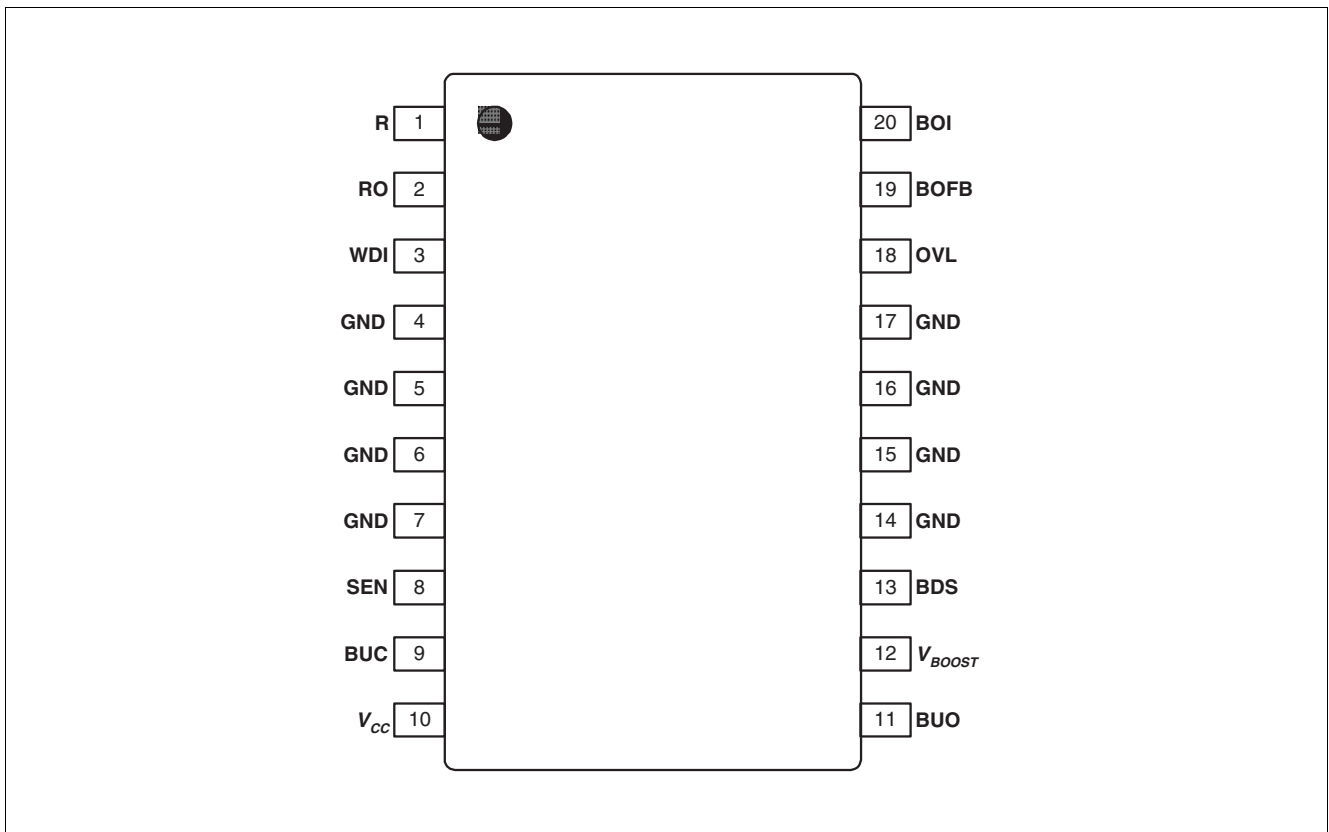 R 1 20 BOI
RO 2 19 BOFB
WDI 3 18 OVL
GND 4 17 GND
GND 5 16 GND
GND 6 15 GND
GND 7 14 GND
SEN 8 13 BDS
BUC 9 12 VBOOST
VCC 10 11 BUO